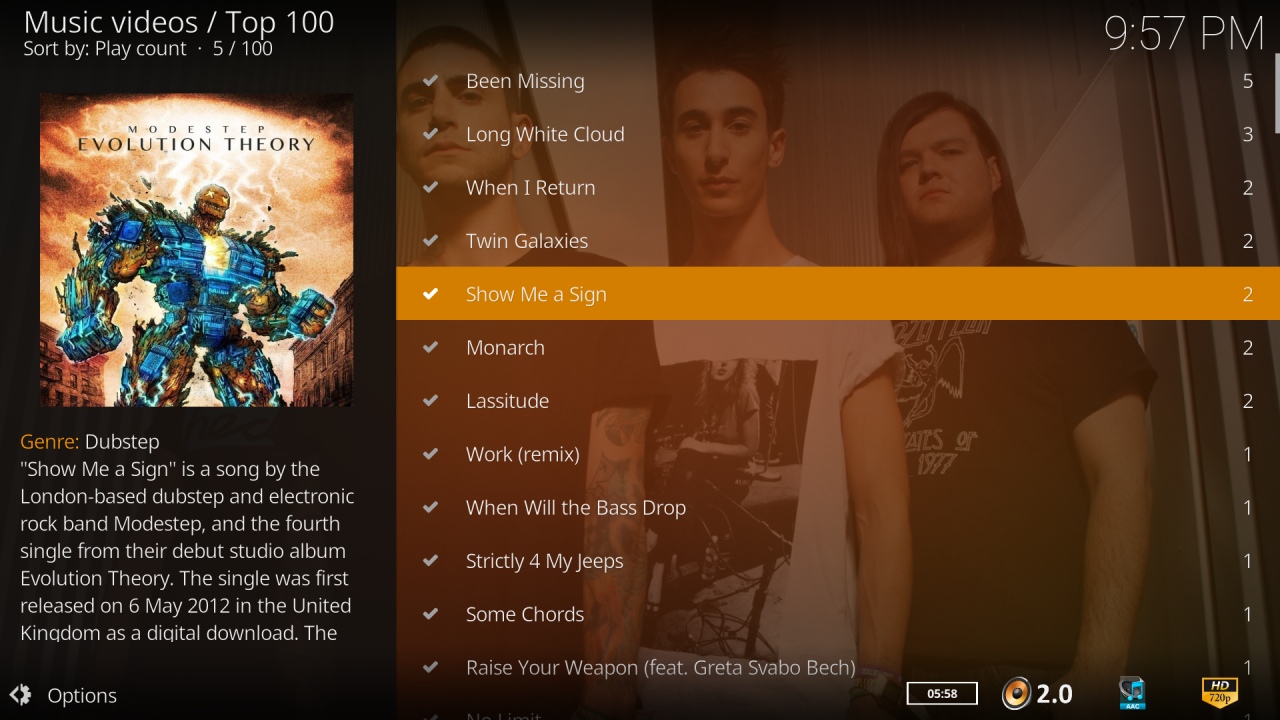 Music videos / Top 100
Sort by: Play count · 5 / 100
9:57 PM
MODESTEP
EVOLUTION THEORY
Genre: Dubstep
"Show Me a Sign" is a song by the
London-based dubstep and electronic
rock band Modestep, and the fourth
single from their debut studio album
Evolution Theory. The single was first
released on 6 May 2012 in the United
Kingdom as a digital download. The
Options
Been Missing 5
Long White Cloud 3
When I Return 2
Twin Galaxies 2
Show Me a Sign 2
Monarch 2
Lassitude 2
Work (remix) 1
When Will the Bass Drop 1
Strictly 4 My Jeeps 1
Some Chords 1
Raise Your Weapon (feat. Greta Svabo Bech) 1
No Limit
1977
05:58
2.0
AAC
HD
720p